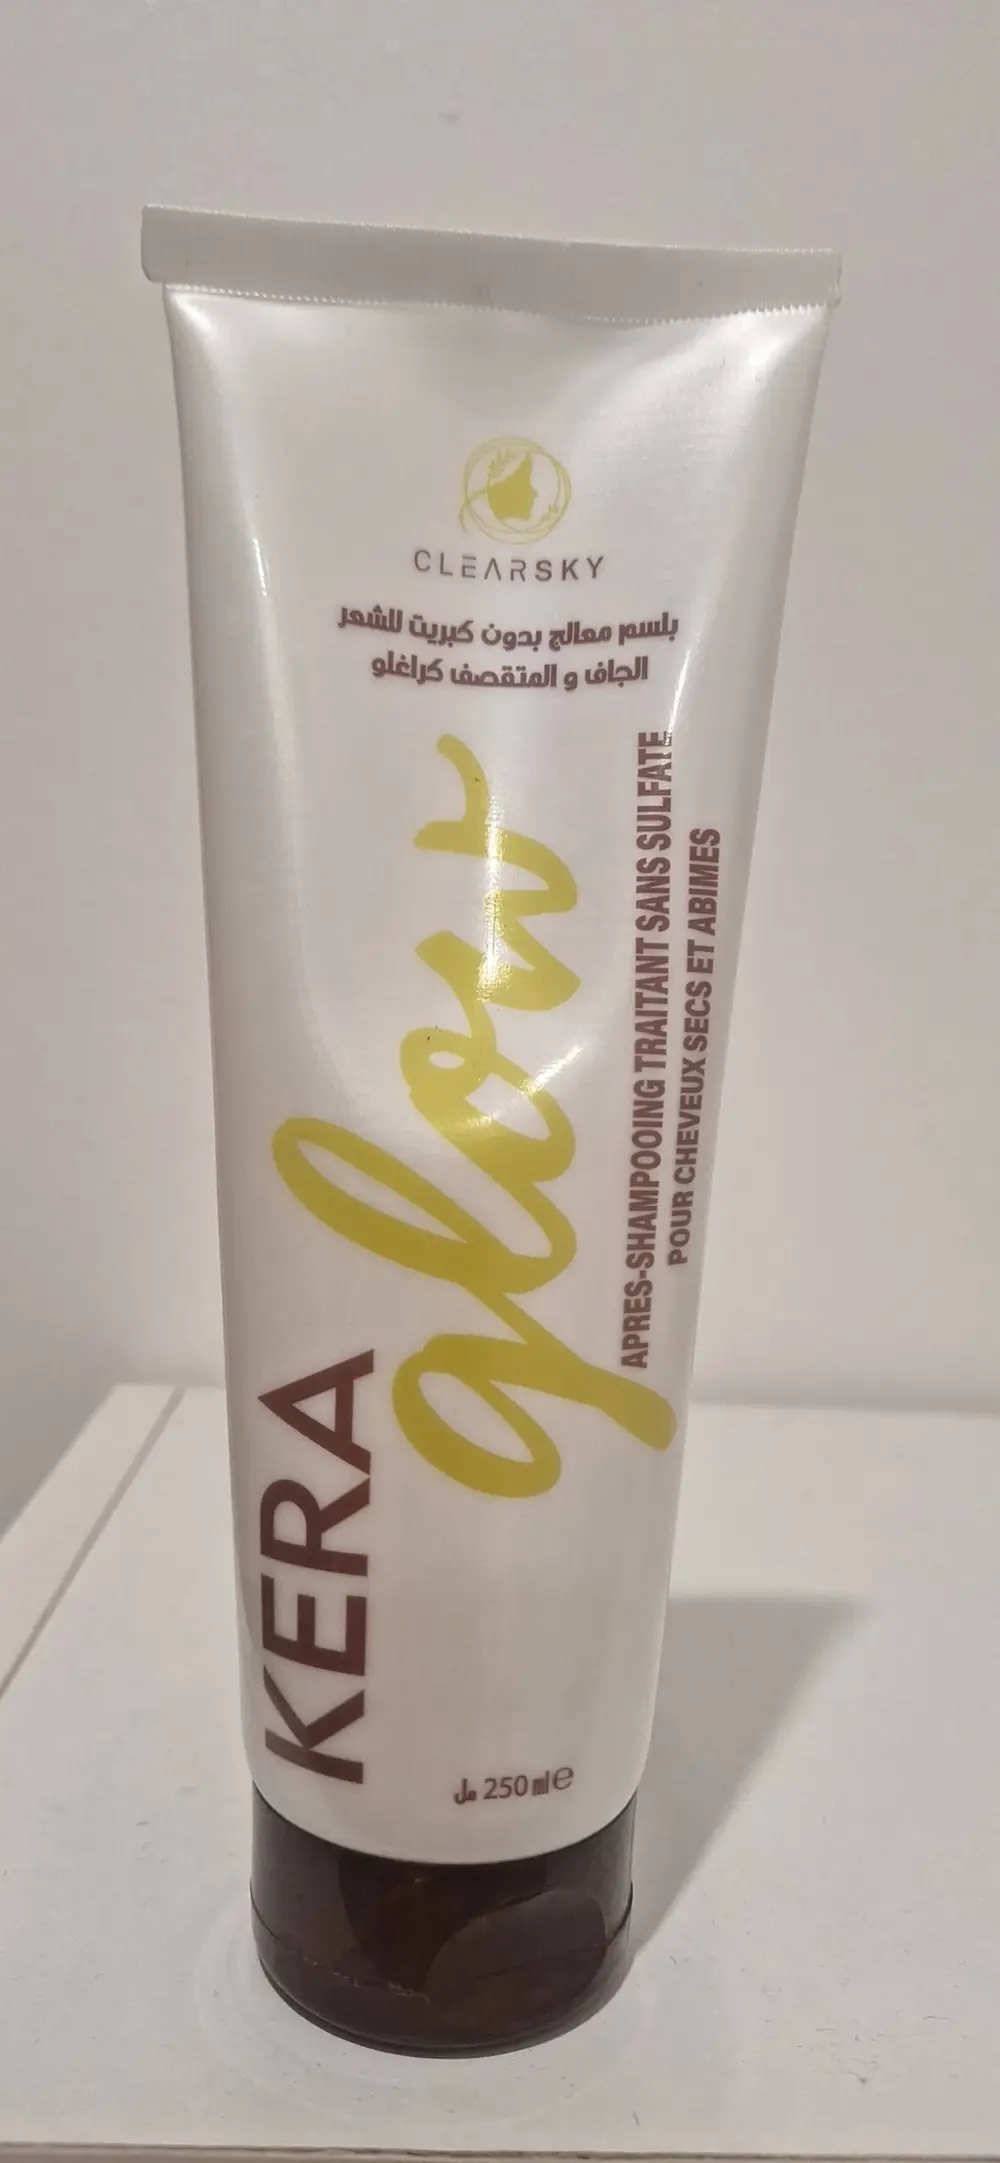 CLEARSKY
بلسم معالج بدون كبريت للشعر
الجاف و المتقصف كراغلو
KERA
glow
APRES-SHAMPOOING TRAITANT SANS SULFATE
POUR CHEVEUX SECS ET ABIMES
250 ml e مل